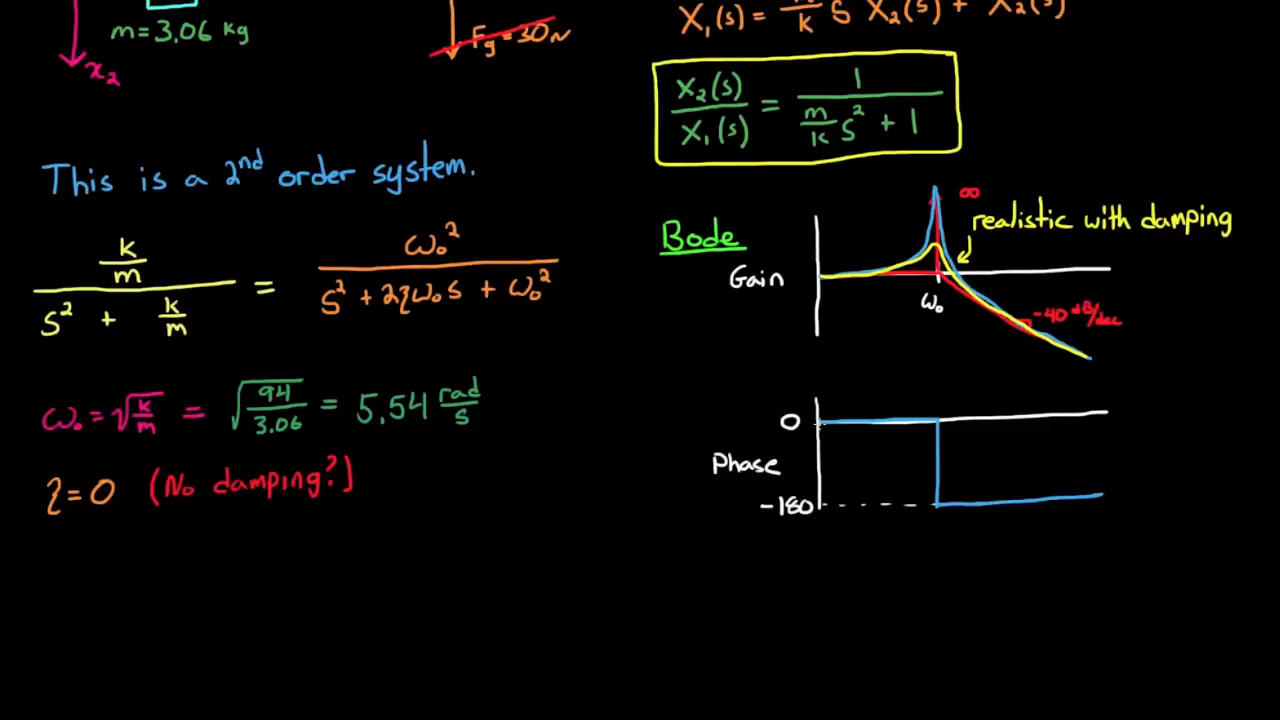 m = 3.06 kg
x₂
F_g = 30N
X₁(s) = m/k S X₂(s) + X₂(s)
X₂(s)/X₁(s) = 1/(m/k S² + 1)
This is a 2nd order system.
(k/m)/(S² + k/m) = ω₀²/(S² + 2ζω₀S + ω₀²)
ω₀ = √(k/m) = √(94/3.06) = 5.54 rad/s
ζ = 0 (No damping?)
Bode
∞
realistic with damping
Gain
ω₀
-40 dB/dec
0
Phase
-180